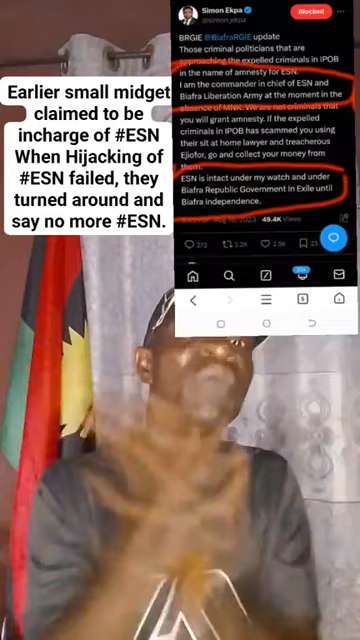 Earlier small midget
claimed to be
incharge of #ESN
When Hijacking of
#ESN failed, they
turned around and
say no more #ESN.
Simon Ekpa
@simon_ekpa
Blocked
BRGIE @BiafraRGIE update
Those criminal politicians that are
approaching the expelled criminals in IPOB
in the name of amnesty for ESN.
I am the commander in chief of ESN and
Biafra Liberation Army at the moment in the
absence of MNK. We are not criminals that
you will grant amnesty. If the expelled
criminals in IPOB has scammed you using
their sit at home lawyer and treacherous
Ejiofor, go and collect your money from
them.
ESN is intact under my watch and under
Biafra Republic Government In Exile until
Biafra independence.
2023 49.4K Views
272 2.5K 23
20+